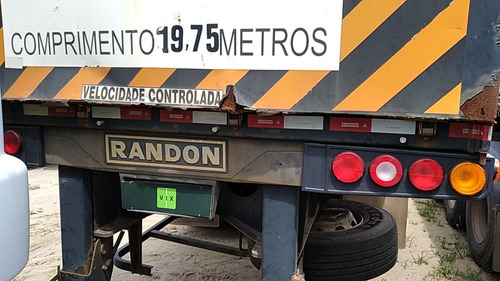 COMPRIMENTO 19,75 METROS
VELOCIDADE CONTROLADA
RANDON
VIX